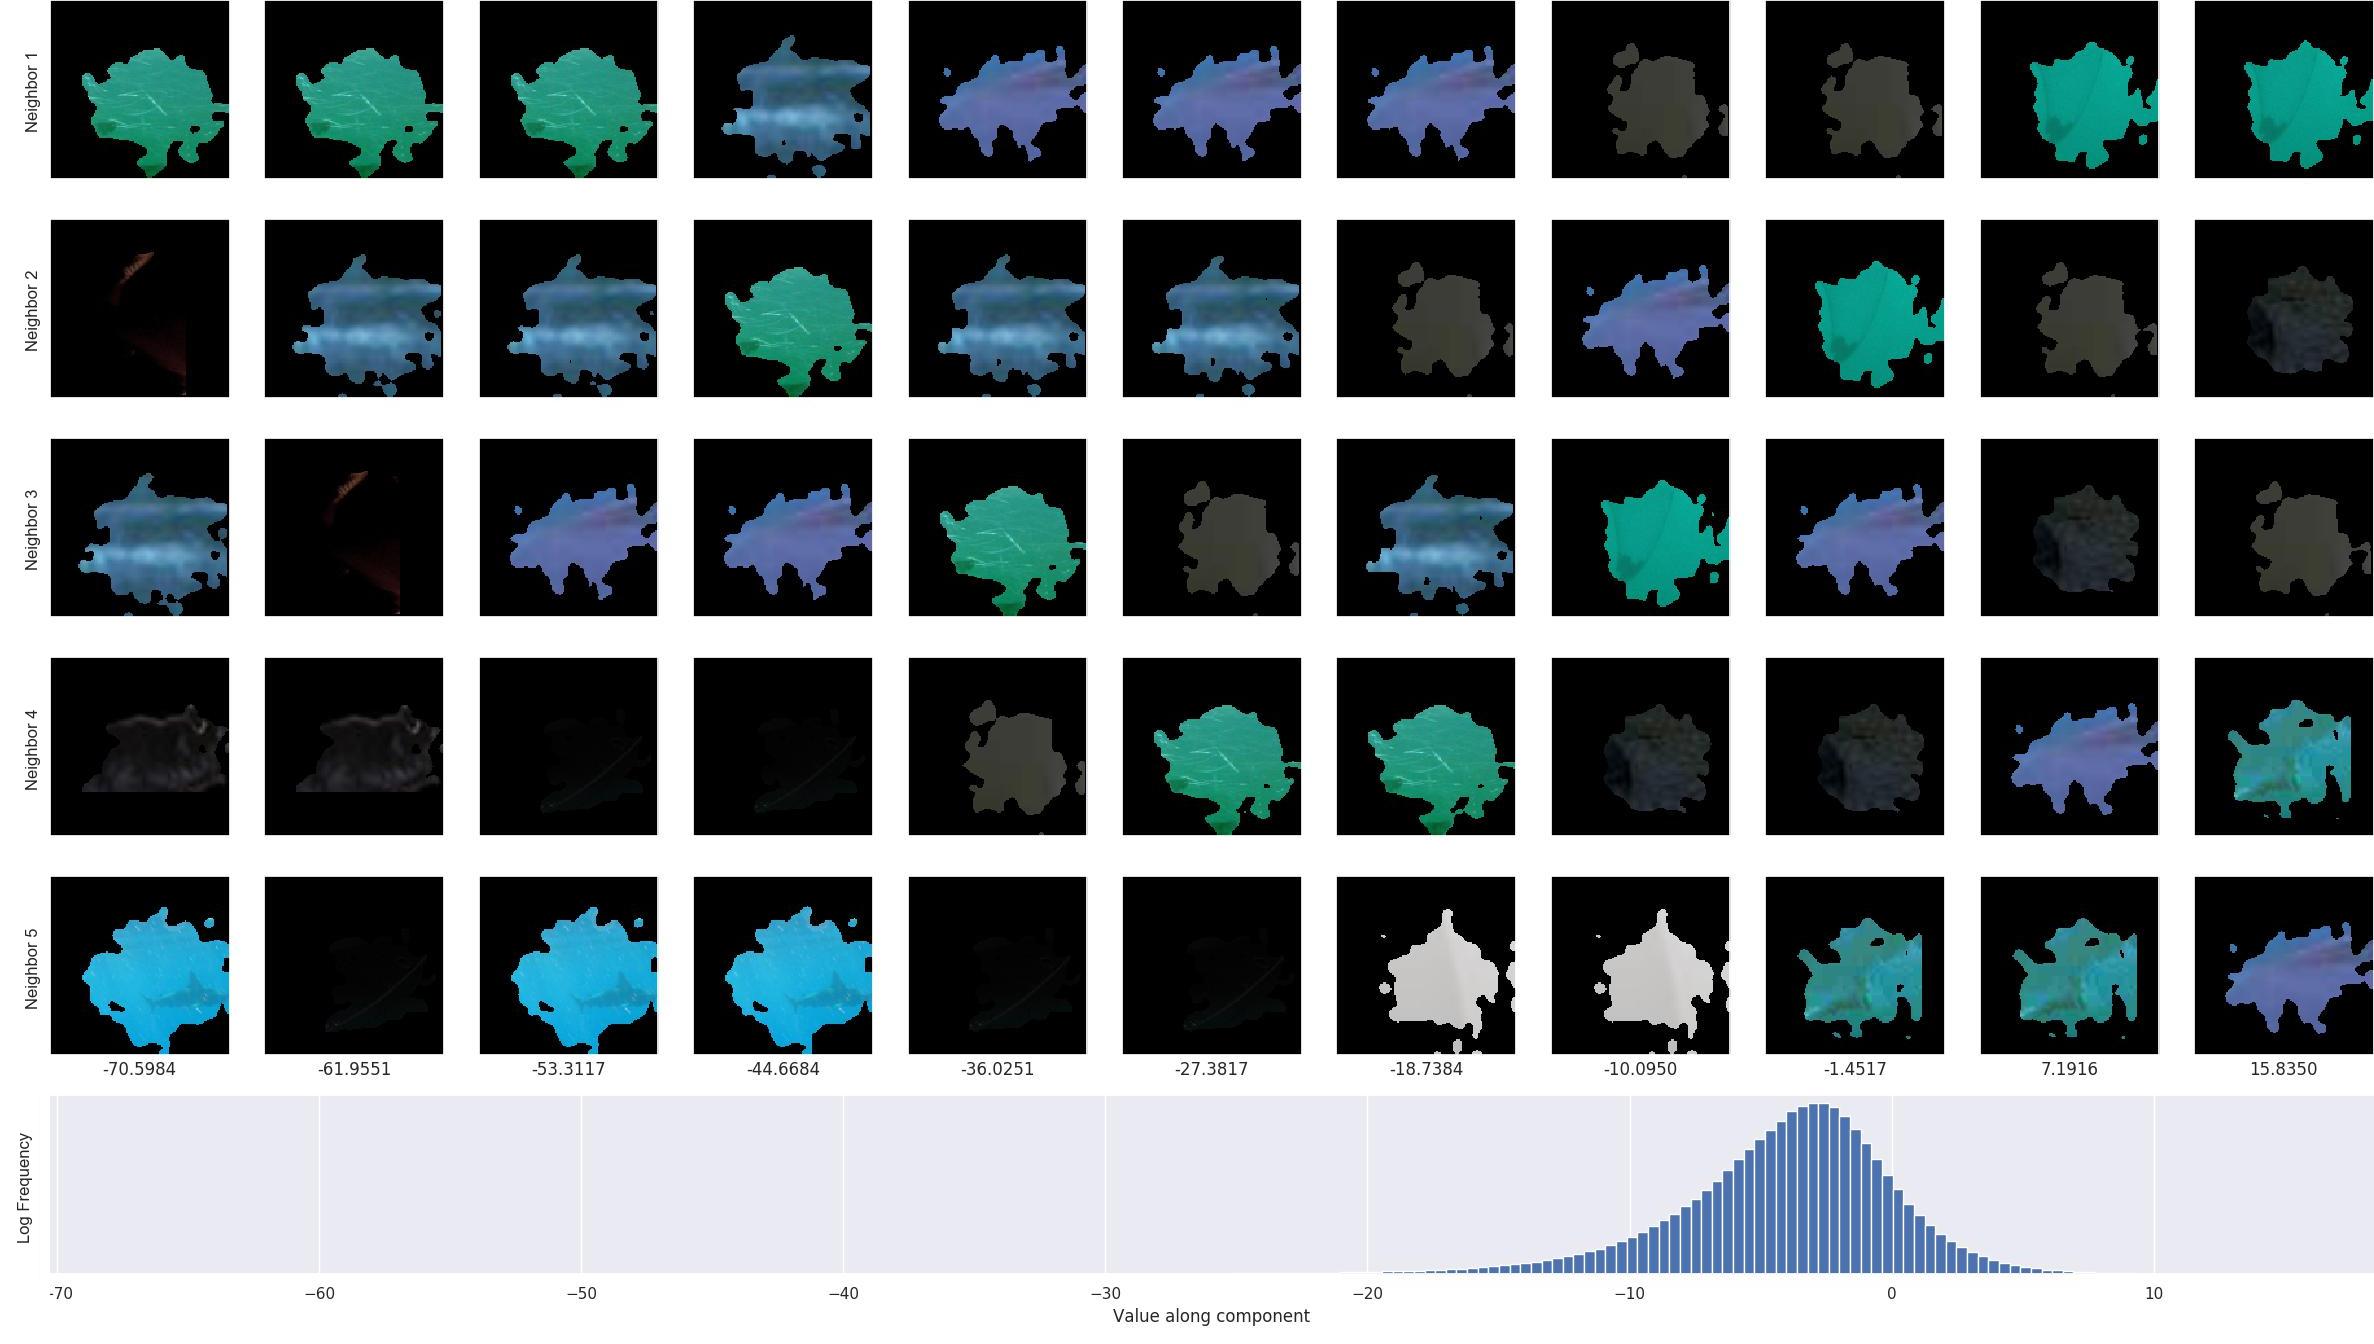 Neighbor 1
Neighbor 2
Neighbor 3
Neighbor 4
Neighbor 5
-70.5984 -61.9551 -53.3117 -44.6684 -36.0251 -27.3817 -18.7384 -10.0950 -1.4517 7.1916 15.8350
Log Frequency
-70 −60 −50 −40 −30 −20 −10 0 10
Value along component